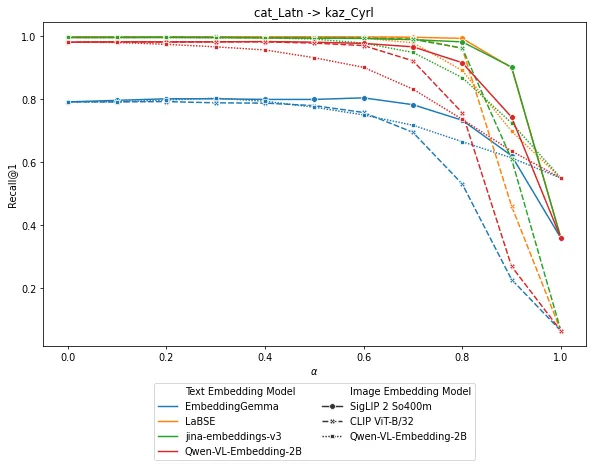 cat_Latn -> kaz_Cyrl
Recall@1
1.0
0.8
0.6
0.4
0.2
0.0 0.2 0.4 0.6 0.8 1.0
α
Text Embedding Model Image Embedding Model
EmbeddingGemma SigLIP 2 So400m
LaBSE CLIP ViT-B/32
jina-embeddings-v3 Qwen-VL-Embedding-2B
Qwen-VL-Embedding-2B